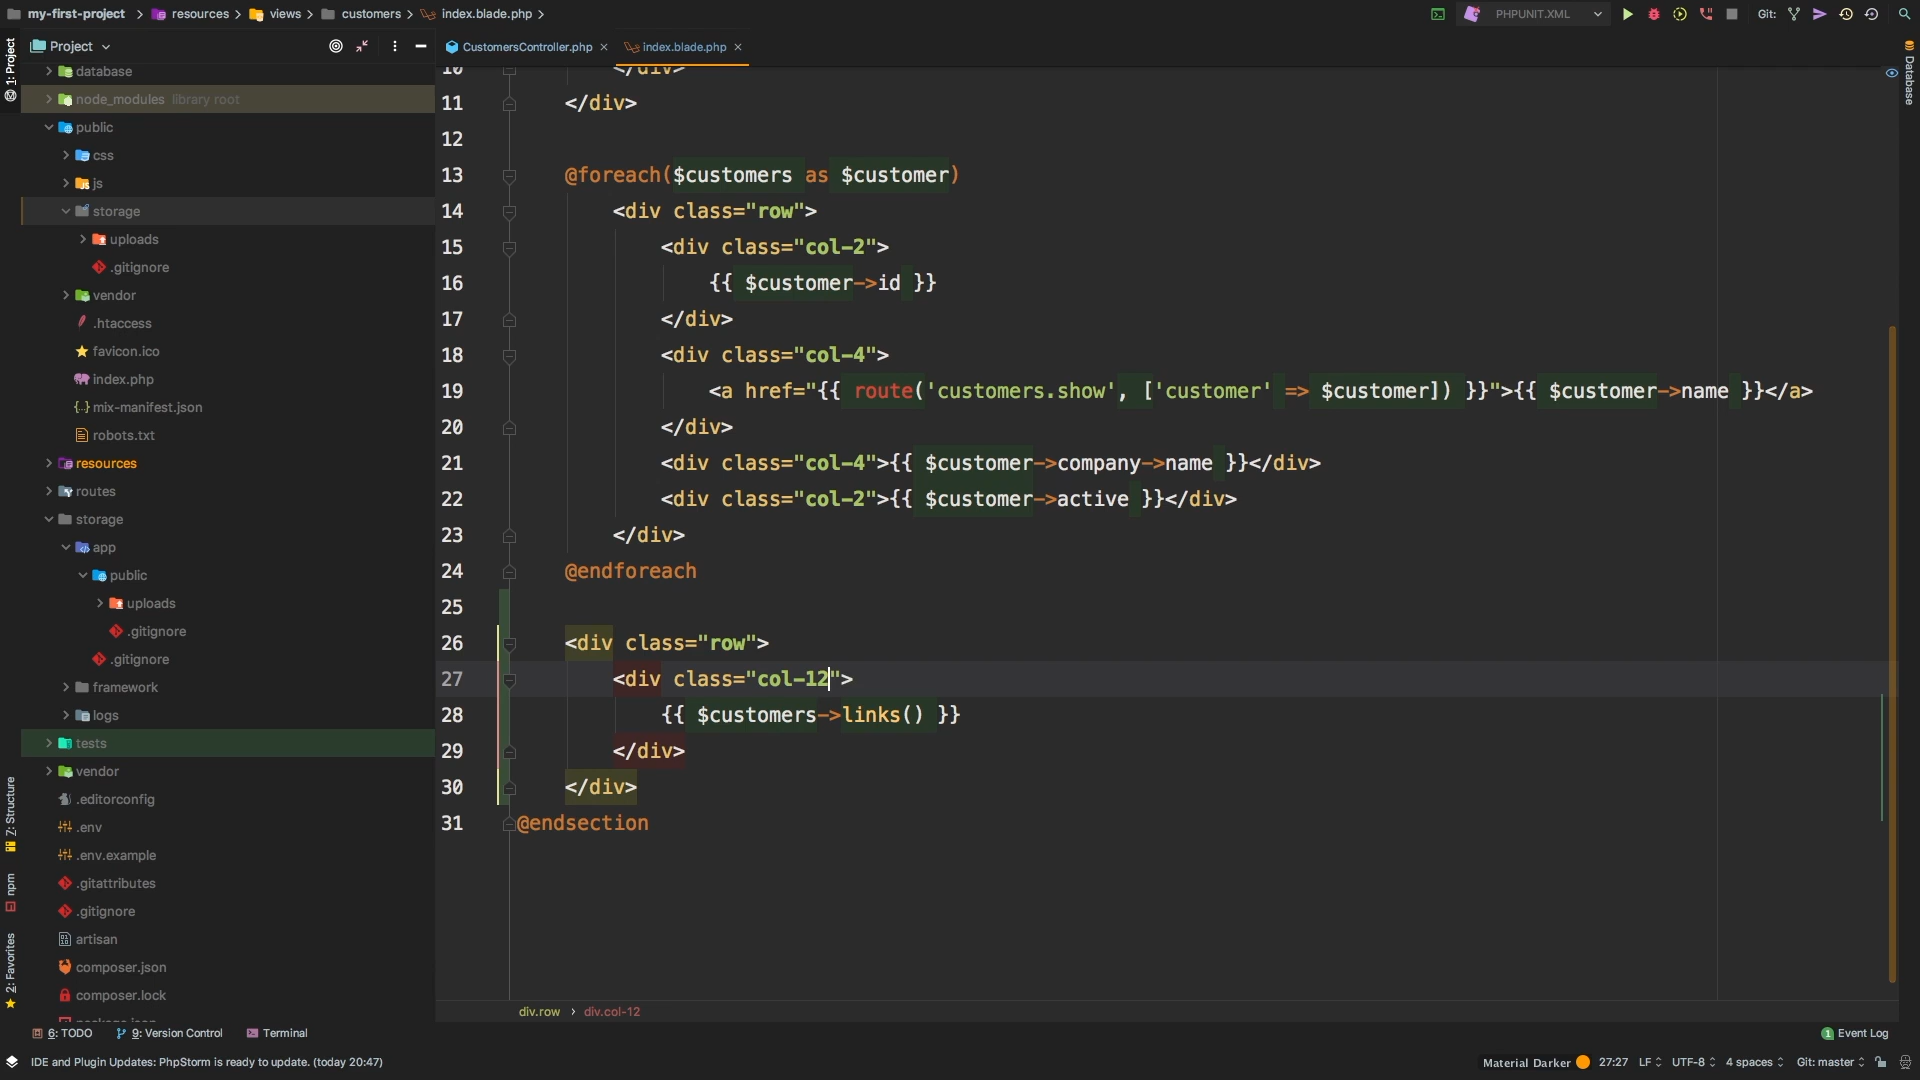 my-first-project > resources > views > customers > index.blade.php >
PHPUNIT.XML
Git:
1: Project
Project
CustomersController.php
index.blade.php
Database
database
node_modules library root
public
css
js
storage
uploads
.gitignore
vendor
.htaccess
favicon.ico
index.php
mix-manifest.json
robots.txt
resources
routes
storage
app
public
uploads
.gitignore
.gitignore
framework
logs
tests
vendor
.editorconfig
.env
.env.example
.gitattributes
.gitignore
artisan
composer.json
composer.lock
package.json
10 </div>
11 </div>
12
13 @foreach($customers as $customer)
14 <div class="row">
15 <div class="col-2">
16 {{ $customer->id }}
17 </div>
18 <div class="col-4">
19 <a href="{{ route('customers.show', ['customer' => $customer]) }}">{{ $customer->name }}</a>
20 </div>
21 <div class="col-4">{{ $customer->company->name }}</div>
22 <div class="col-2">{{ $customer->active }}</div>
23 </div>
24 @endforeach
25
26 <div class="row">
27 <div class="col-12">
28 {{ $customers->links() }}
29 </div>
30 </div>
31 @endsection
Z: Structure
npm
2: Favorites
div.row > div.col-12
6: TODO
9: Version Control
Terminal
1 Event Log
IDE and Plugin Updates: PhpStorm is ready to update. (today 20:47)
Material Darker
27:27
LF
UTF-8
4 spaces
Git: master